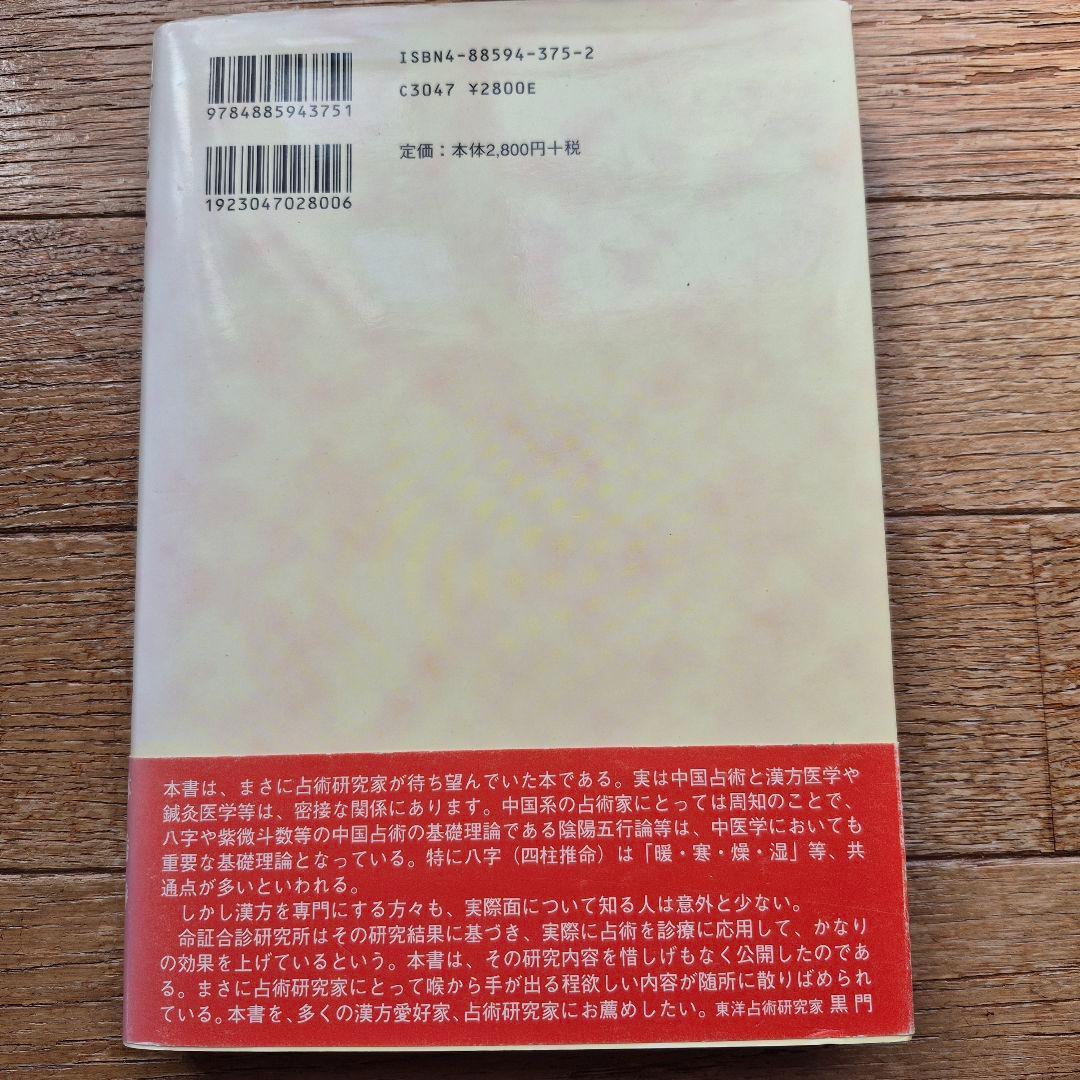 ISBN4-88594-375-2
C3047 ¥2800E
9784885943751
定価：本体2,800円+税
1923047028006
本書は、まさに占術研究家が待ち望んでいた本である。実は中国占術と漢方医学や
鍼灸医学等は、密接な関係にあります。中国系の占術家にとっては周知のことで、
八字や紫微斗数等の中国占術の基礎理論である陰陽五行論等は、中医学においても
重要な基礎理論となっている。特に八字（四柱推命）は「暖・寒・燥・湿」等、共
通点が多いといわれる。
しかし漢方を専門にする方々も、実際面について知る人は意外と少ない。
命証合診研究所はその研究結果に基づき、実際に占術を診療に応用して、かなり
の効果を上げているという。本書は、その研究内容を惜しげもなく公開したのであ
る。まさに占術研究家にとって喉から手が出る程欲しい内容が随所に散りばめられ
ている。本書を、多くの漢方愛好家、占術研究家にお薦めしたい。東洋占術研究家 黒門